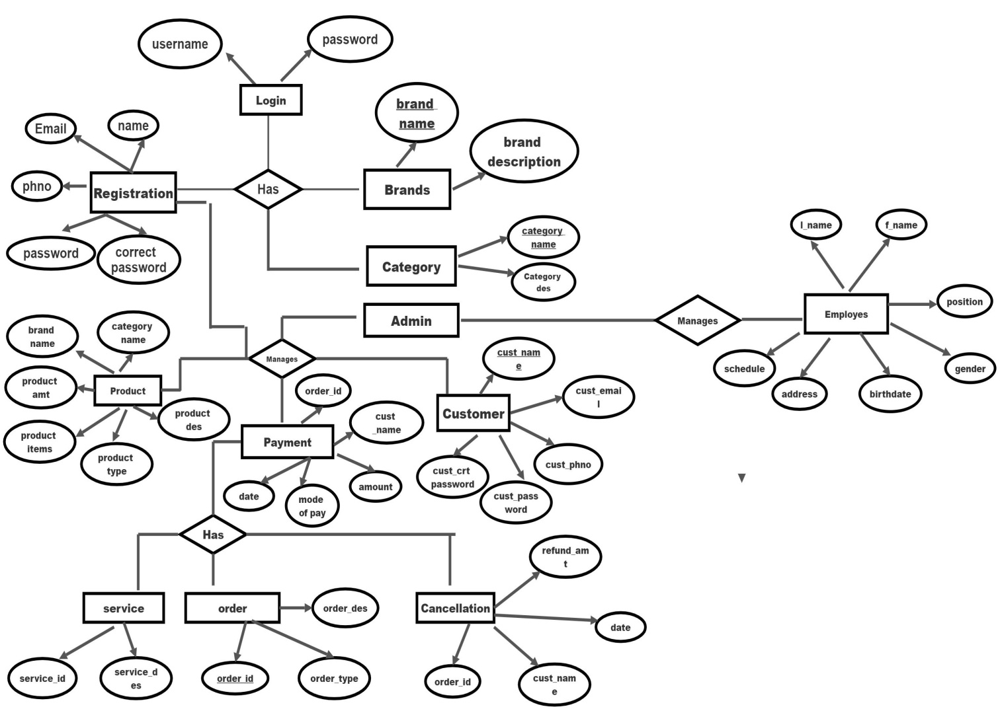 username
password
Login
brand_
name
brand
description
Email
name
phno
Registration
Has
Brands
password
correct
password
category_
name
Category
Category
des
l_name
f_name
position
Admin
Manages
Employes
schedule
address
birthdate
gender
brand
name
category
name
product
amt
Product
product
des
product
items
product
type
Manages
cust_nam
e
order_id
cust
_name
Customer
cust_emai
l
Payment
cust_crt
password
cust_pass
word
cust_phno
date
mode
of pay
amount
Has
refund_am
t
service
order
order_des
Cancellation
date
service_id
service_d
es
order_id
order_type
order_id
cust_nam
e